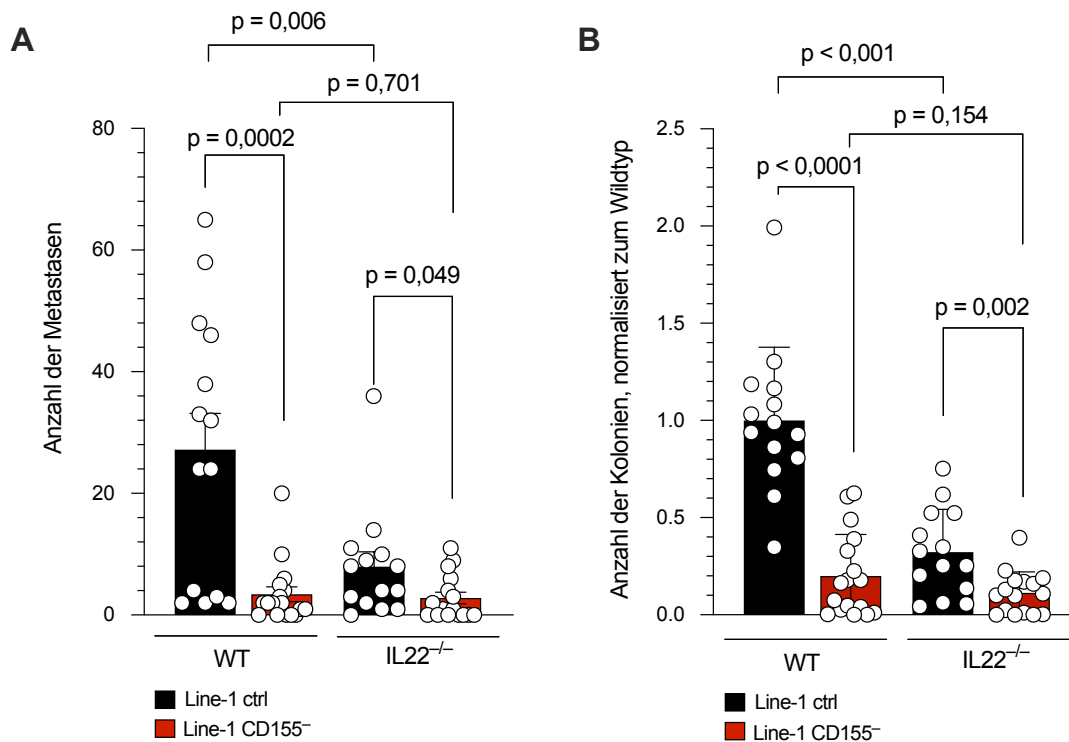 A
p = 0,006
p = 0,701
p = 0,0002
p = 0,049
Anzahl der Metastasen
80
60
40
20
0
WT
IL22⁻/⁻
Line-1 ctrl
Line-1 CD155⁻
B
p < 0,001
p = 0,154
p < 0,0001
p = 0,002
Anzahl der Kolonien, normalisiert zum Wildtyp
2.5
2.0
1.5
1.0
0.5
0.0
WT
IL22⁻/⁻
Line-1 ctrl
Line-1 CD155⁻